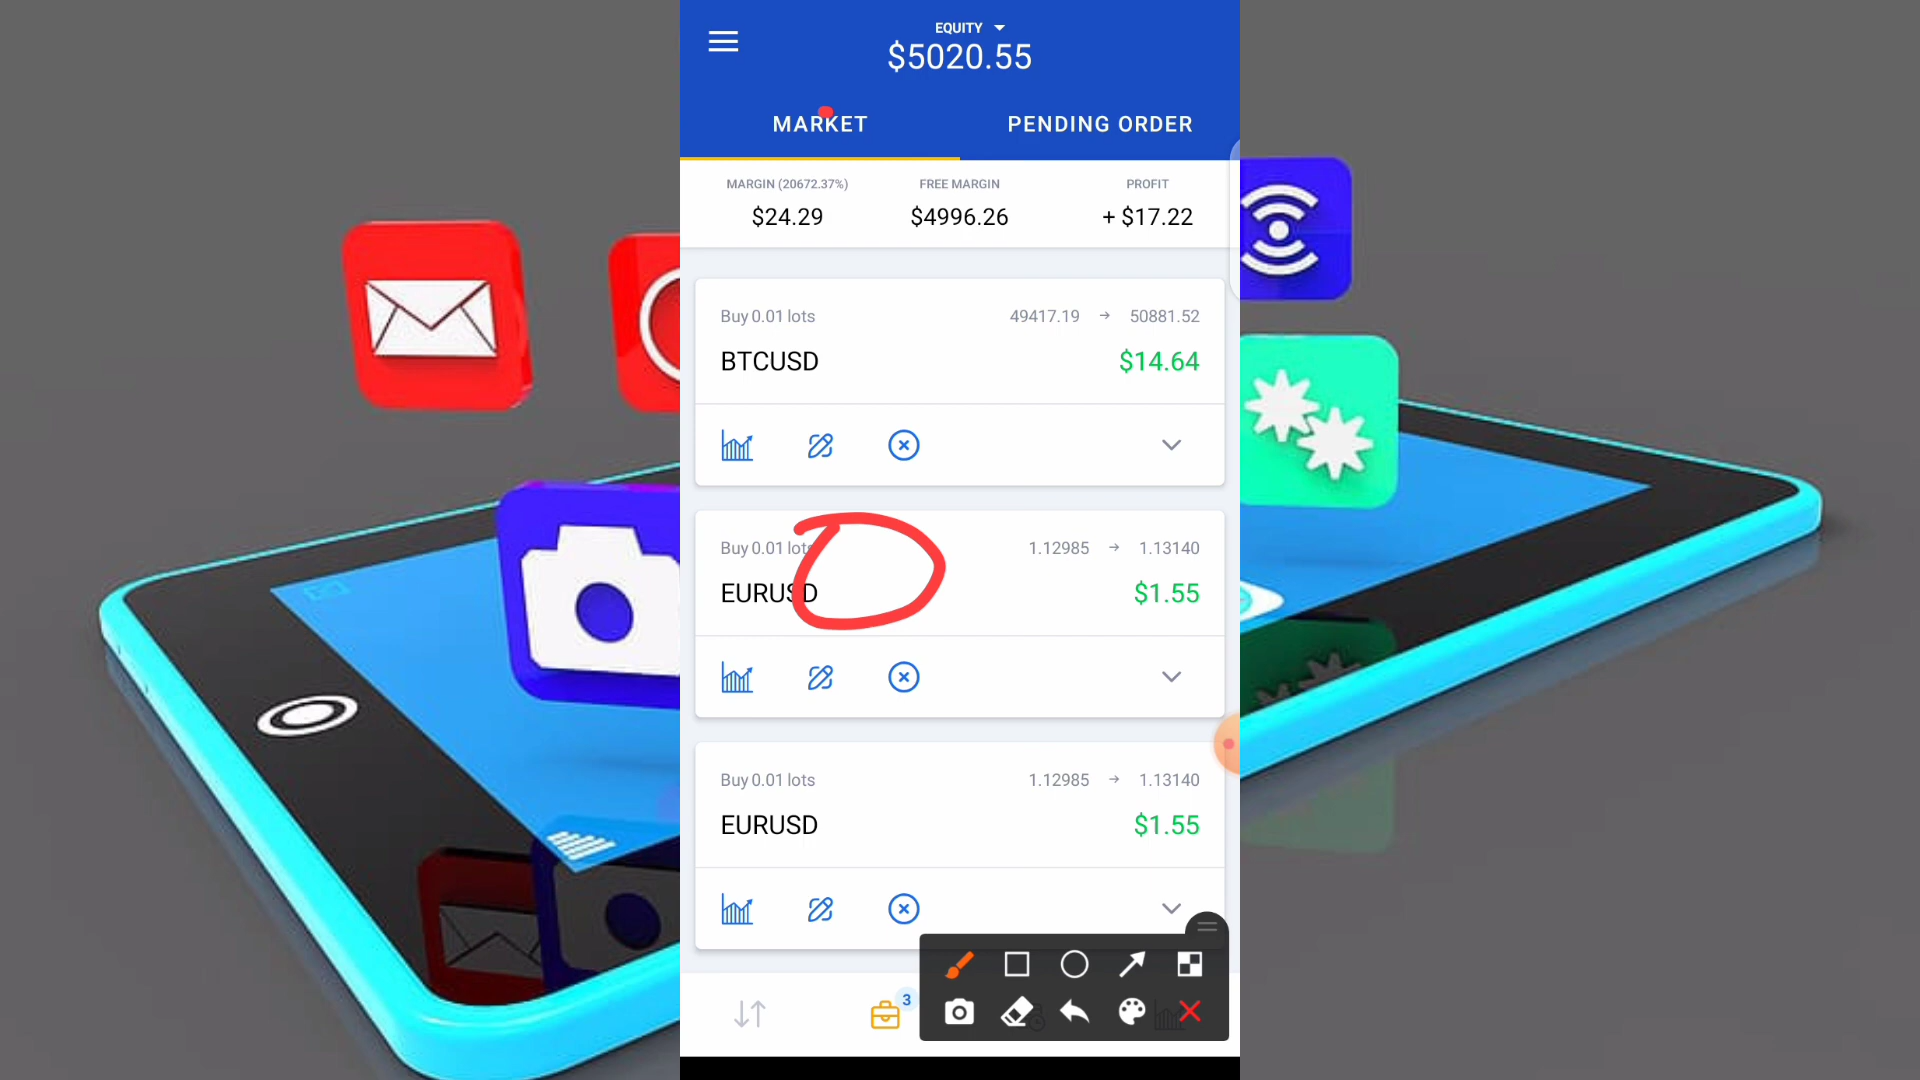 EQUITY
$5020.55
MARKET PENDING ORDER
MARGIN (20672.37%) FREE MARGIN PROFIT
$24.29 $4996.26 + $17.22
Buy 0.01 lots 49417.19 → 50881.52
BTCUSD $14.64
Buy 0.01 lots 1.12985 → 1.13140
EURUSD $1.55
Buy 0.01 lots 1.12985 → 1.13140
EURUSD $1.55
3